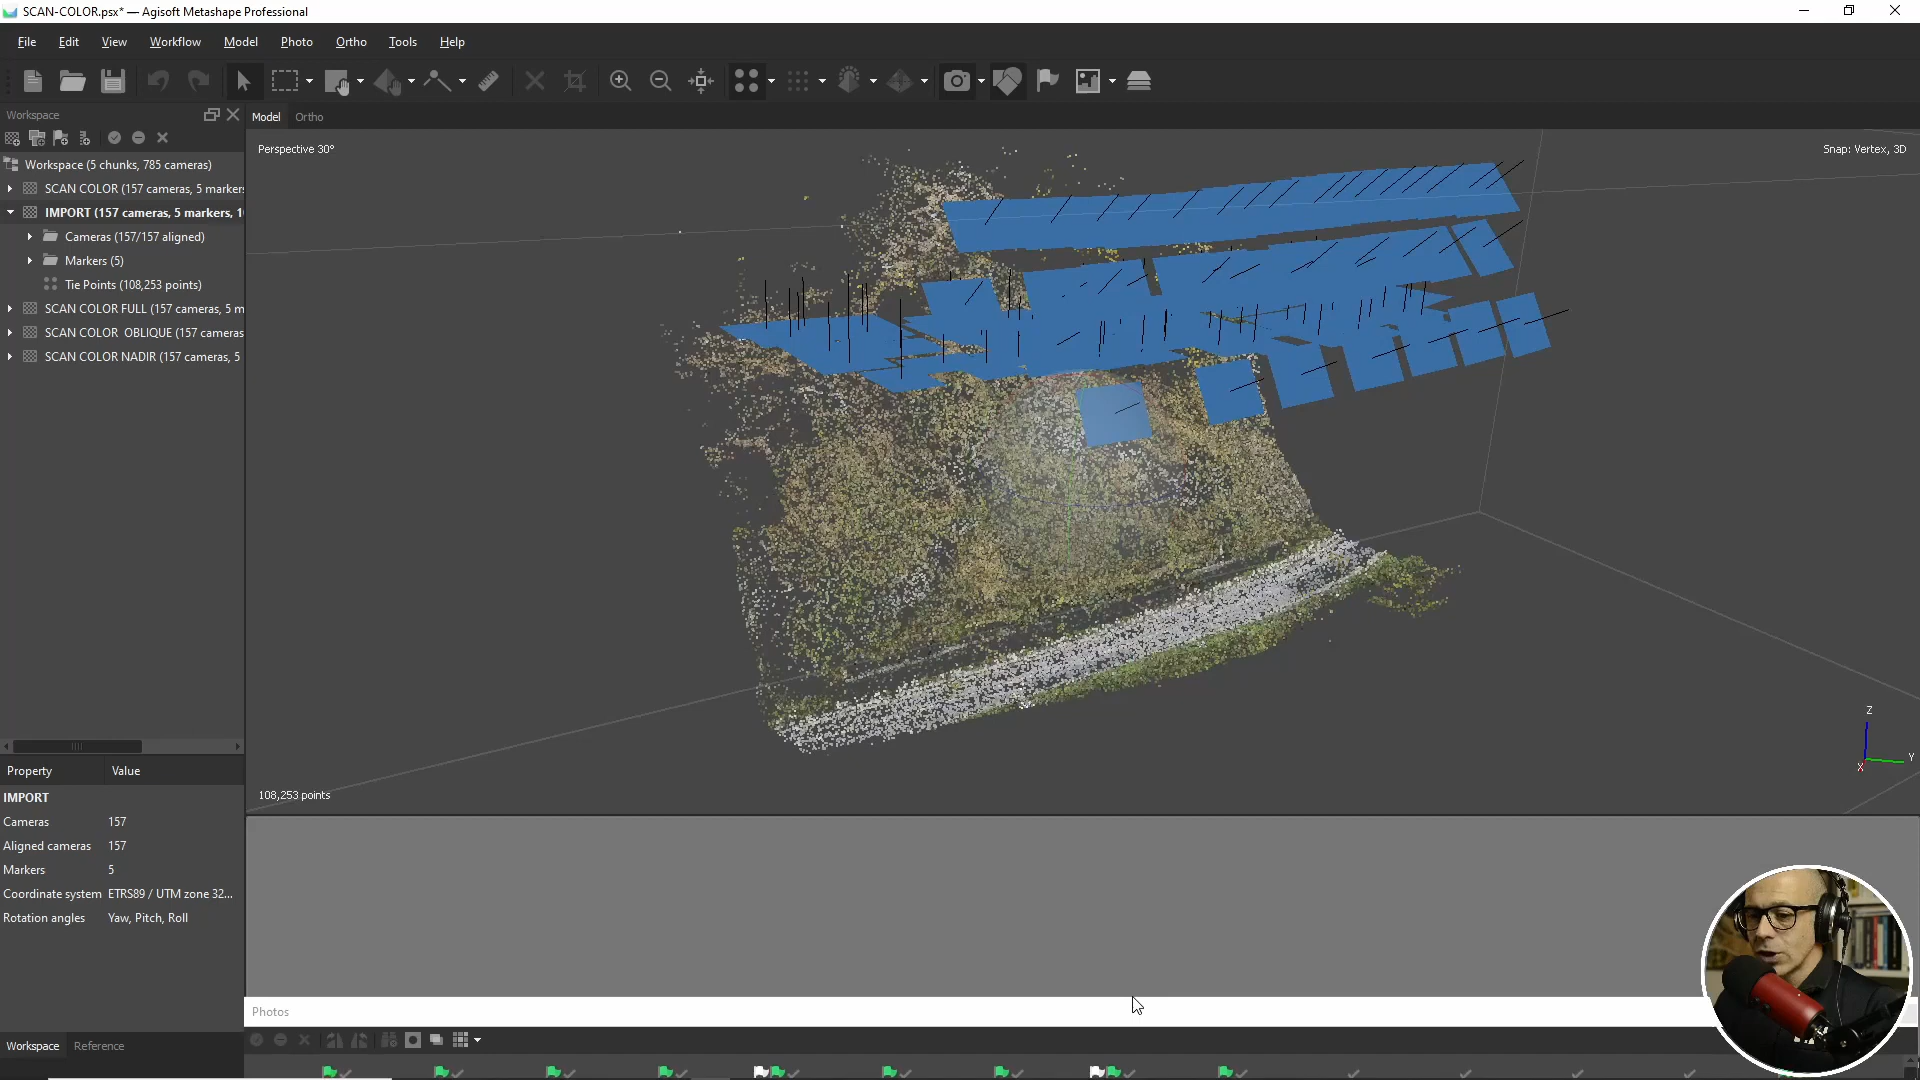 SCAN-COLOR.psx* — Agisoft Metashape Professional
File Edit View Workflow Model Photo Ortho Tools Help
Workspace
Model Ortho
Perspective 30°
Snap: Vertex, 3D
Workspace (5 chunks, 785 cameras)
SCAN COLOR (157 cameras, 5 markers
IMPORT (157 cameras, 5 markers, 1
Cameras (157/157 aligned)
Markers (5)
Tie Points (108,253 points)
SCAN COLOR FULL (157 cameras, 5 m
SCAN COLOR OBLIQUE (157 cameras
SCAN COLOR NADIR (157 cameras, 5
Z
Y
X
Property Value
108,253 points
IMPORT
Cameras 157
Aligned cameras 157
Markers 5
Coordinate system ETRS89 / UTM zone 32...
Rotation angles Yaw, Pitch, Roll
Photos
Workspace Reference